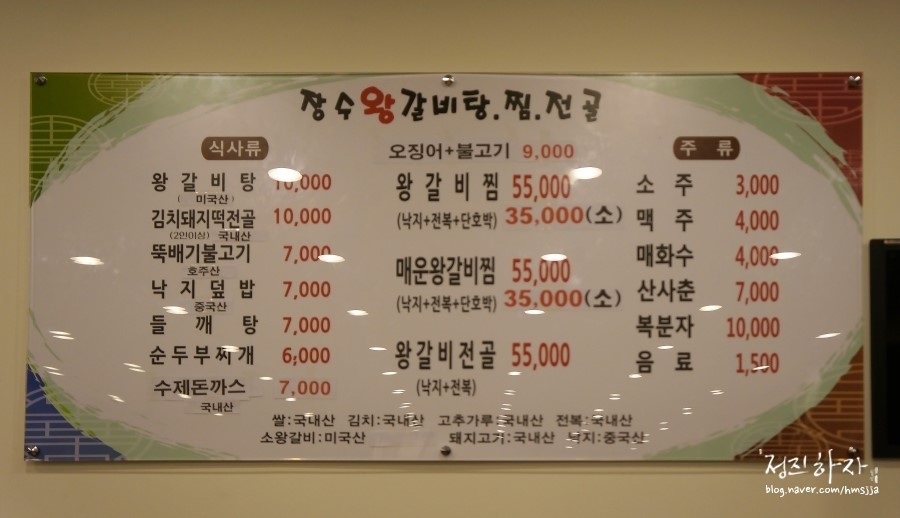 장수왕갈비탕.찜.전골
식사류
왕갈비탕 10,000
(미국산)
김치돼지떡전골 10,000
(2인이상) 국내산
뚝배기불고기 7,000
호주산
낙지덮밥 7,000
중국산
들깨탕 7,000
순두부찌개 6,000
수제돈까스 7,000
국내산
오징어+불고기 9,000
왕갈비찜 55,000
(낙지+전복+단호박) 35,000(소)
매운왕갈비찜 55,000
(낙지+전복+단호박) 35,000(소)
왕갈비전골 55,000
(낙지+전복)
주류
소주 3,000
맥주 4,000
매화수 4,000
산사춘 7,000
복분자 10,000
음료 1,500
쌀:국내산 김치:국내산 고추가루:국내산 전복:국내산
소왕갈비:미국산 돼지고기:국내산 낙지:중국산
'정지하자'
blog.naver.com/hmsjja